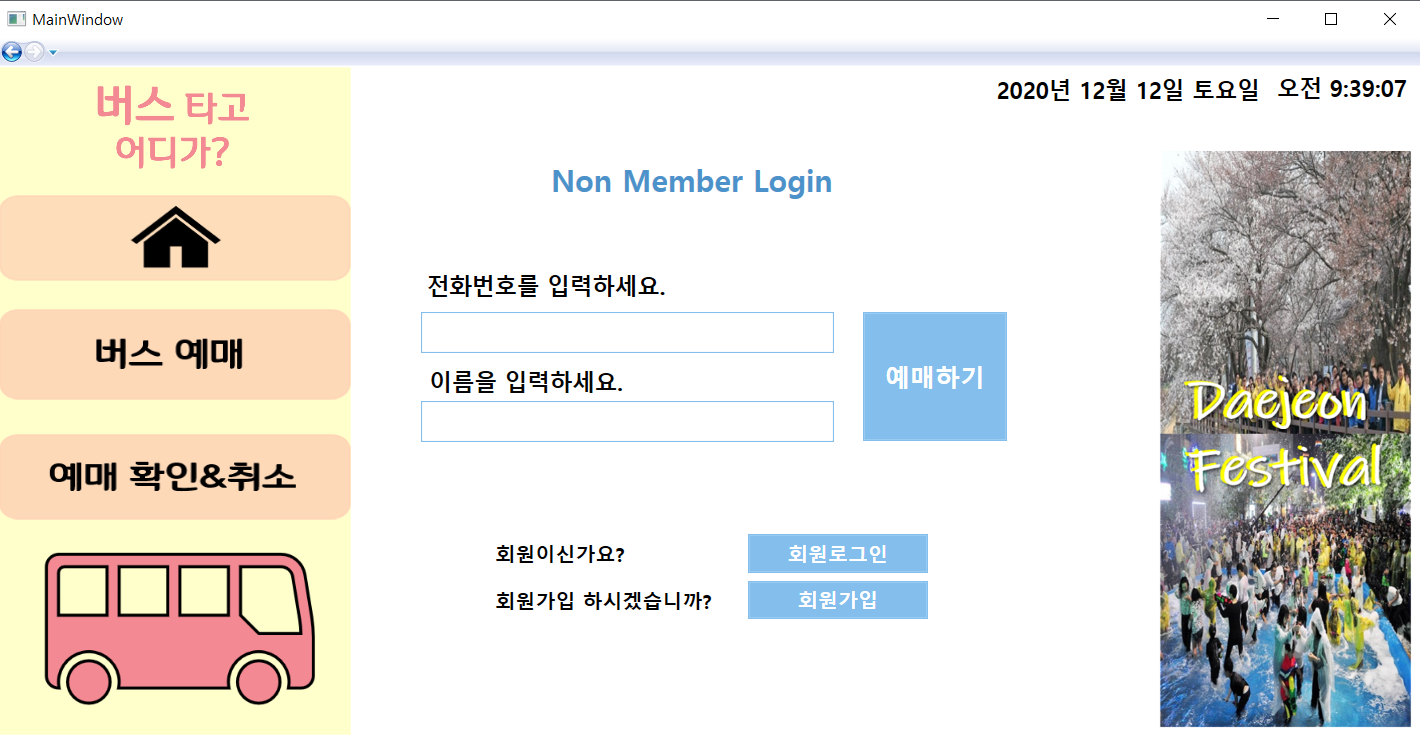 MainWindow
2020년 12월 12일 토요일 오전 9:39:07
버스 타고
어디가?
버스 예매
예매 확인&취소
Non Member Login
전화번호를 입력하세요.
이름을 입력하세요.
예매하기
회원이신가요?
회원로그인
회원가입 하시겠습니까?
회원가입
Daejeon
Festival